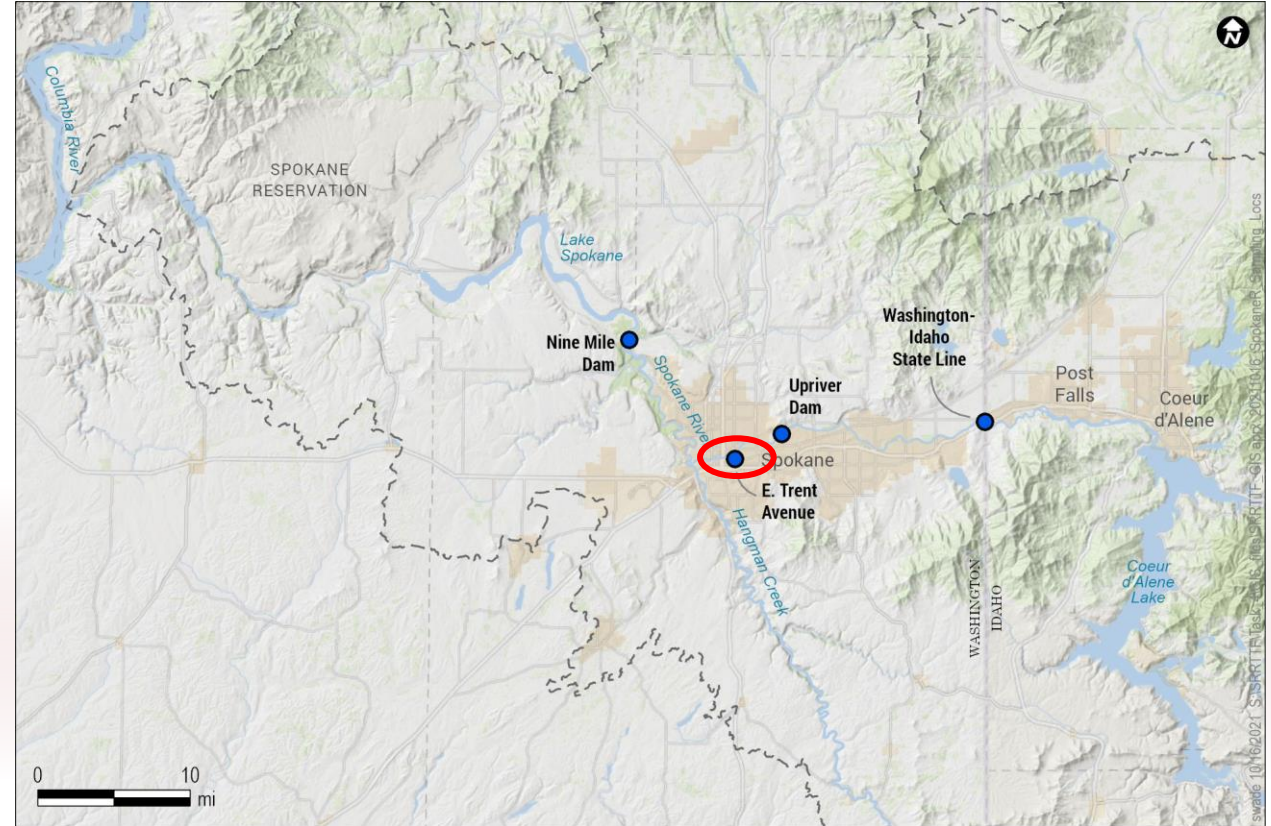 N
Columbia River
SPOKANE
RESERVATION
Lake
Spokane
Washington-
Idaho
State Line
Nine Mile
Dam
Spokane River
Upriver
Dam
Post
Falls
Coeur
d'Alene
Spokane
E. Trent
Avenue
Hangman Creek
Coeur
d'Alene
Lake
WASHINGTON
IDAHO
0 10
mi